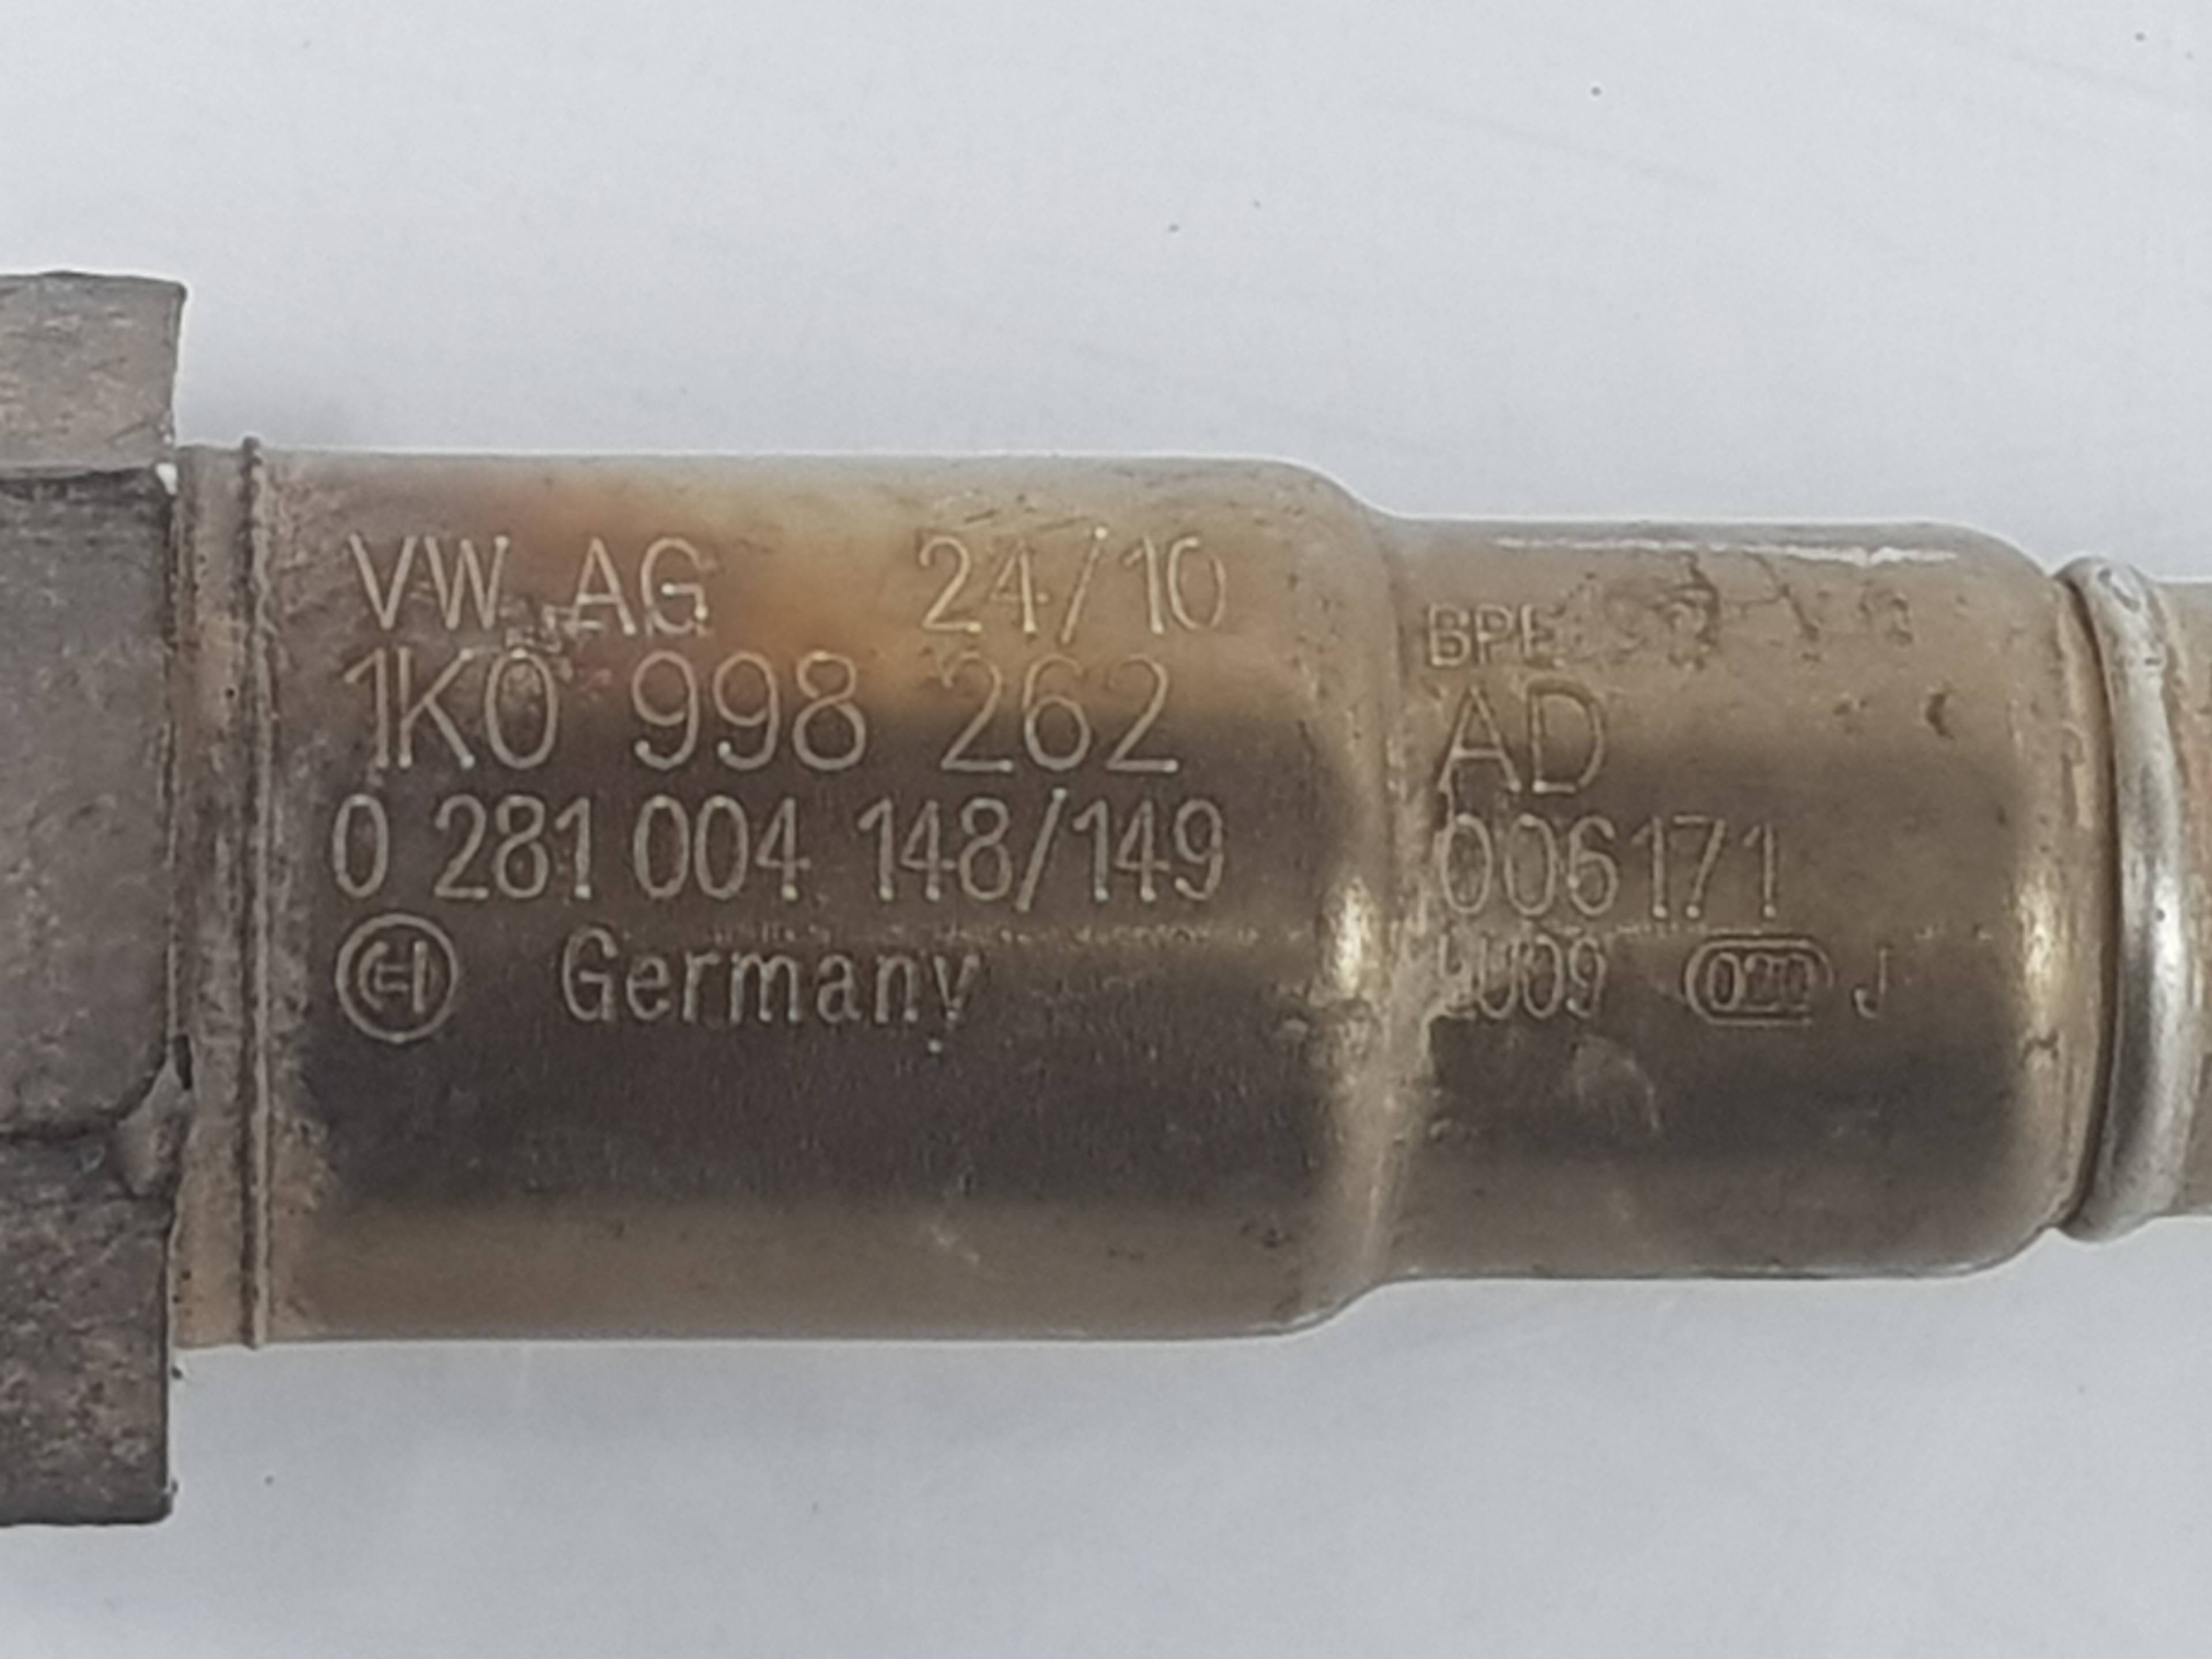 VW AG 24/10
1K0 998 262
0 281 004 148/149
Germany
BPE
AD
006171
J